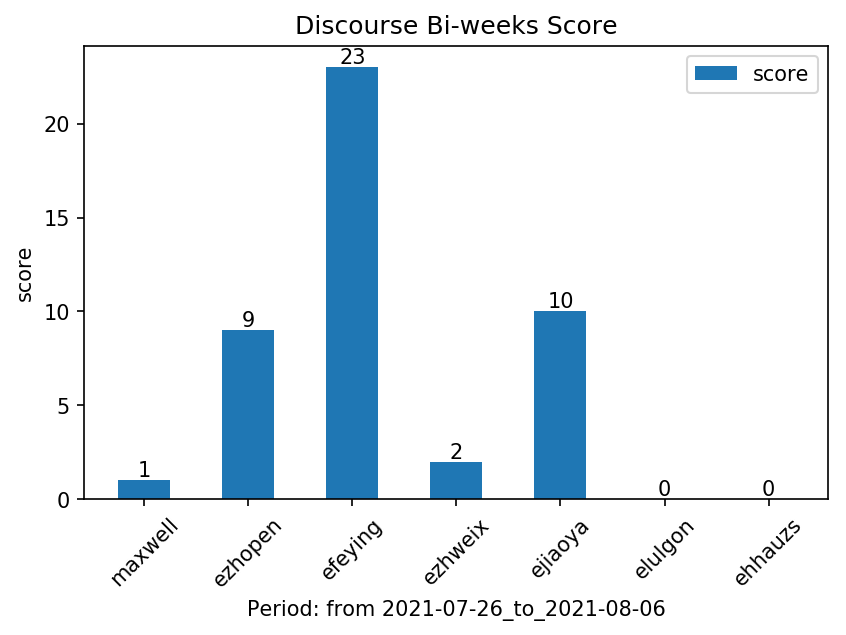 Discourse Bi-weeks Score
score
23
20
15
10
10
9
5
2
1
0
0
0
score
maxwell
ezhopen
efeying
ezhweix
ejiaoya
elulgon
ehhauzs
Period: from 2021-07-26_to_2021-08-06